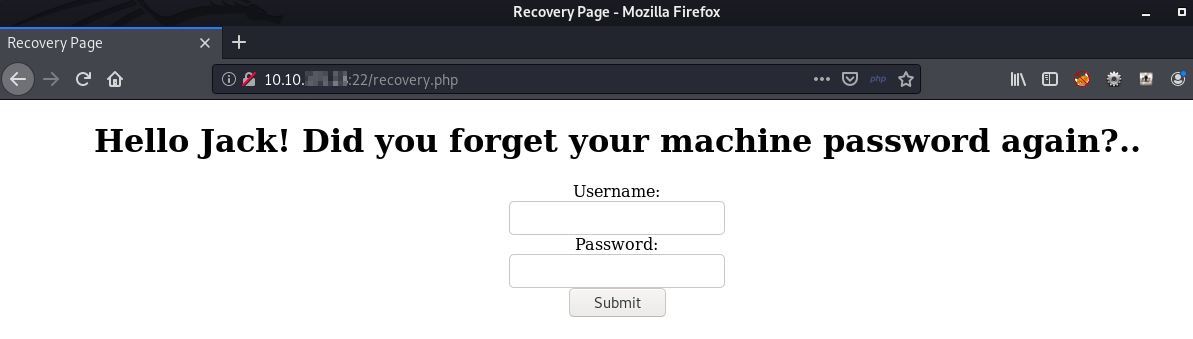 Recovery Page - Mozilla Firefox
Recovery Page
10.10. :22/recovery.php
php
Hello Jack! Did you forget your machine password again?..
Username:
Password:
Submit